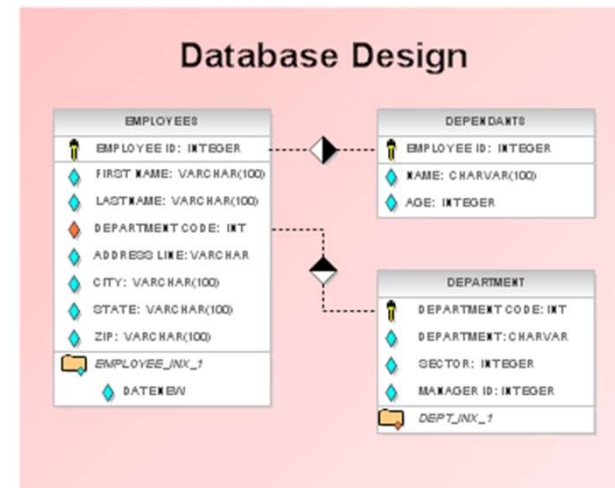 Database Design
EMPLOYEES
EMPLOYEE ID: INTEGER
FIRST NAME: VARCHAR(100)
LASTNAME: VARCHAR(100)
DEPARTMENT CODE: INT
ADDRESS LINE: VARCHAR
CITY: VARCHAR(100)
STATE: VARCHAR(100)
ZIP: VARCHAR(100)
EMPLOYEE_INX_1
DATENEW
DEPENDANTS
EMPLOYEE ID: INTEGER
NAME: CHARVAR(100)
AGE: INTEGER
DEPARTMENT
DEPARTMENT CODE: INT
DEPARTMENT: CHARVAR
SECTOR: INTEGER
MANAGER ID: INTEGER
DEPT_INX_1